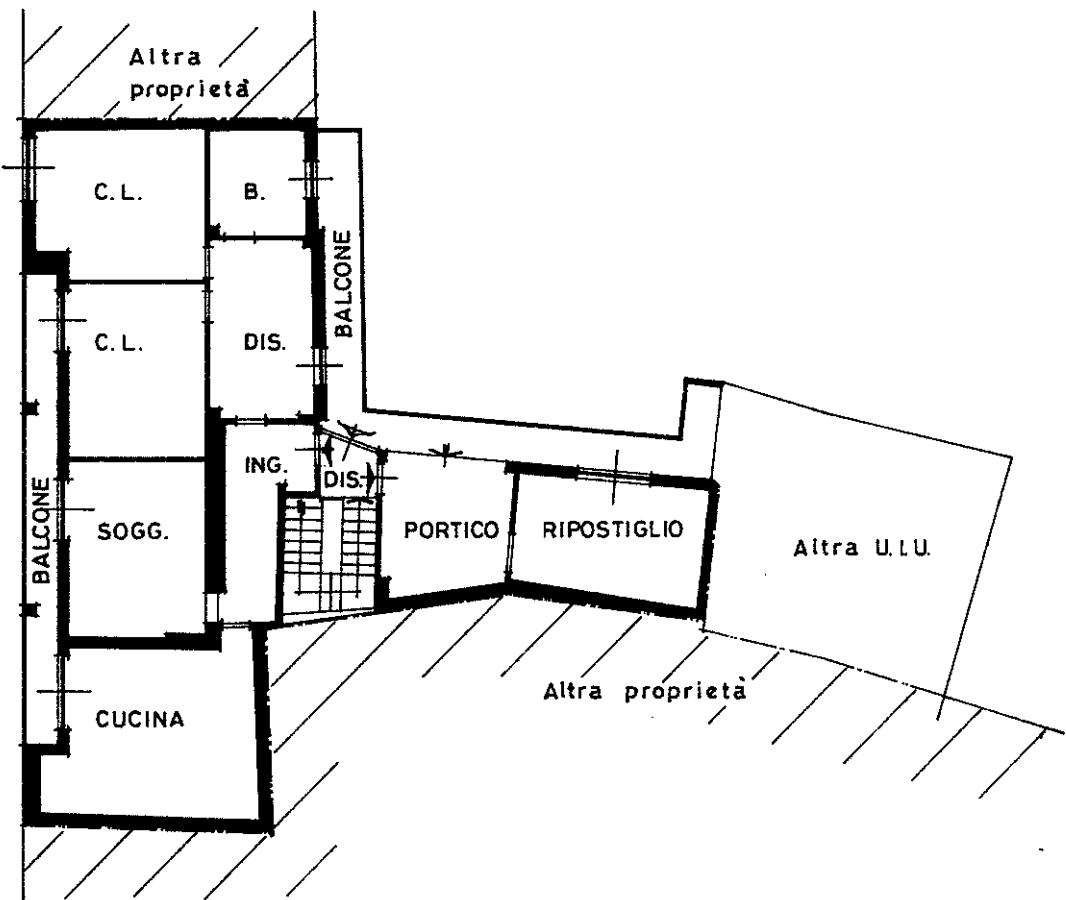 Altra
proprietà
C.L.
B.
BALCONE
C.L.
DIS.
ING.
DIS.
BALCONE
SOGG.
PORTICO
RIPOSTIGLIO
Altra U.I.U.
Altra proprietà
CUCINA